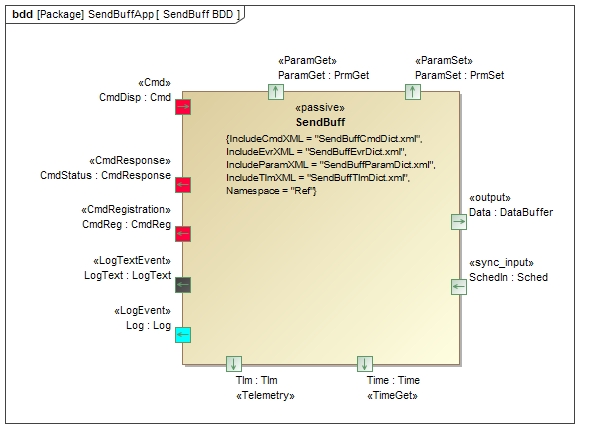 bdd [Package] SendBuffApp [ SendBuff BDD ]
«ParamGet»
ParamGet : PrmGet
«ParamSet»
ParamSet : PrmSet
«Cmd»
CmdDisp : Cmd
«passive»
SendBuff
{IncludeCmdXML = "SendBuffCmdDict.xml",
IncludeEvrXML = "SendBuffEvrDict.xml",
IncludeParamXML = "SendBuffParamDict.xml",
IncludeTlmXML = "SendBuffTlmDict.xml",
Namespace = "Ref"}
«CmdResponse»
CmdStatus : CmdResponse
«CmdRegistration»
CmdReg : CmdReg
«output»
Data : DataBuffer
«LogTextEvent»
LogText : LogText
«sync_input»
SchedIn : Sched
«LogEvent»
Log : Log
Tlm : Tlm
«Telemetry»
Time : Time
«TimeGet»